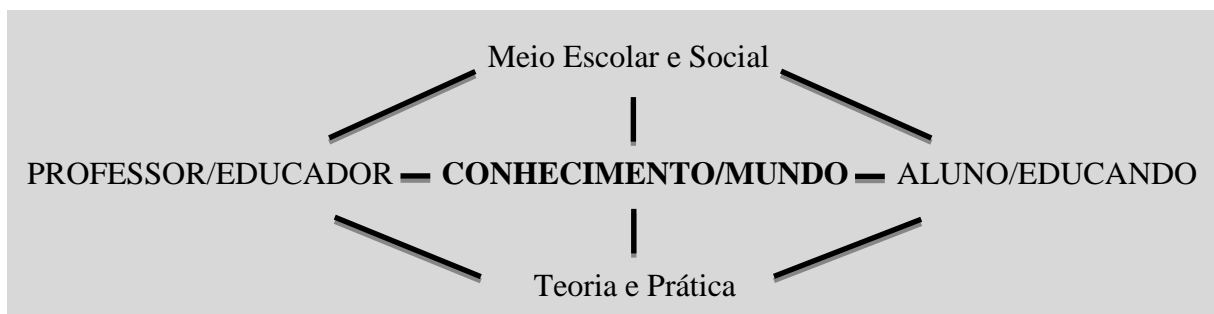 Meio Escolar e Social
PROFESSOR/EDUCADOR CONHECIMENTO/MUNDO ALUNO/EDUCANDO
Teoria e Prática